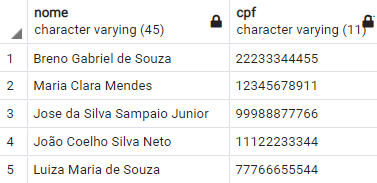 nome cpf
character varying (45) character varying (11)
1 Breno Gabriel de Souza 22233344455
2 Maria Clara Mendes 12345678911
3 Jose da Silva Sampaio Junior 99988877766
4 João Coelho Silva Neto 11122233344
5 Luiza Maria de Souza 77766655544